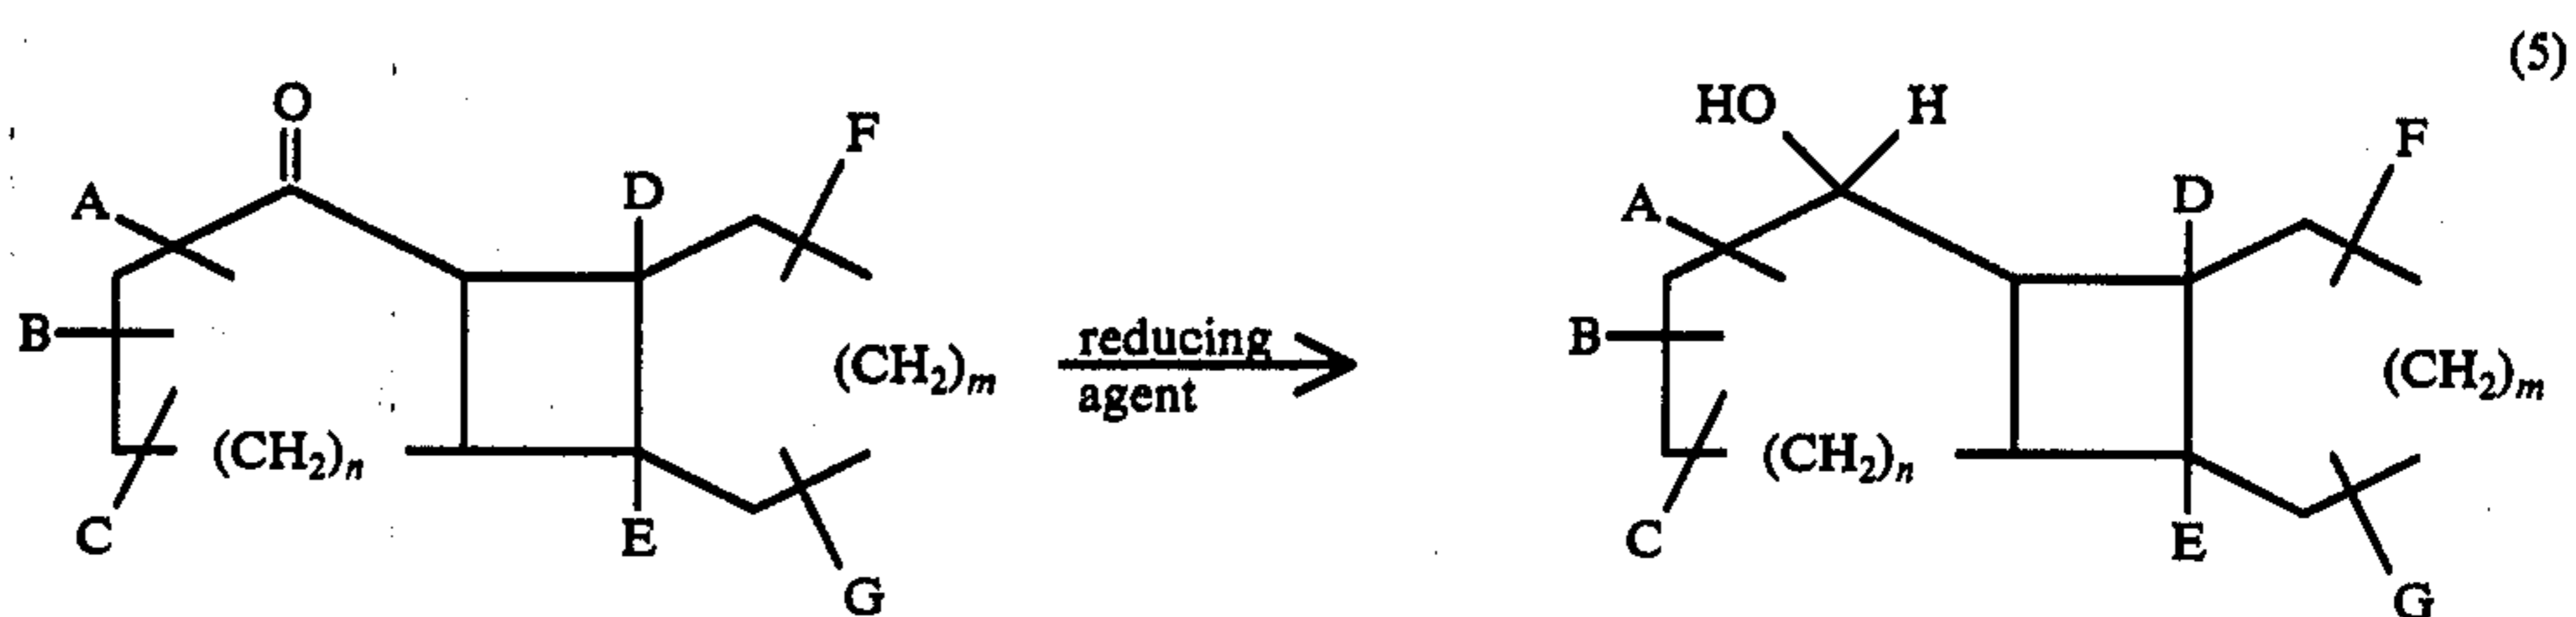 (5)
O
A
B
C
(CH2)n
D
E
F
(CH2)m
G
reducing
agent
HO
H
A
B
C
(CH2)n
D
E
F
(CH2)m
G